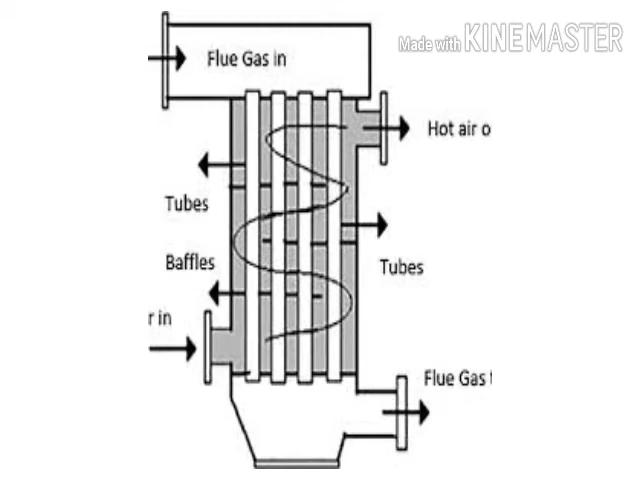 Made with KINEMASTER
Flue Gas in
Hot air o
Tubes
Tubes
Baffles
r in
Flue Gas